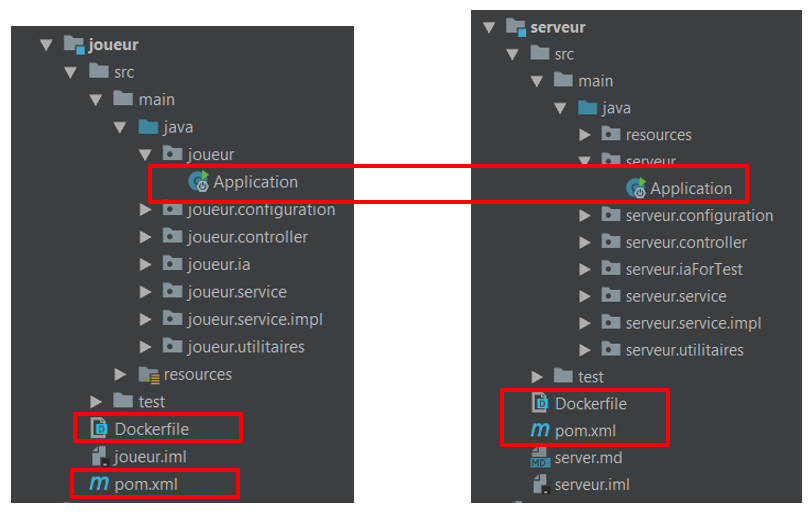 joueur
src
main
java
joueur
Application
joueur.configuration
joueur.controller
joueur.ia
joueur.service
joueur.service.impl
joueur.utilitaires
resources
test
Dockerfile
joueur.iml
pom.xml
serveur
src
main
java
resources
serveur
Application
serveur.configuration
serveur.controller
serveur.iaForTest
serveur.service
serveur.service.impl
serveur.utilitaires
test
Dockerfile
pom.xml
server.md
serveur.iml